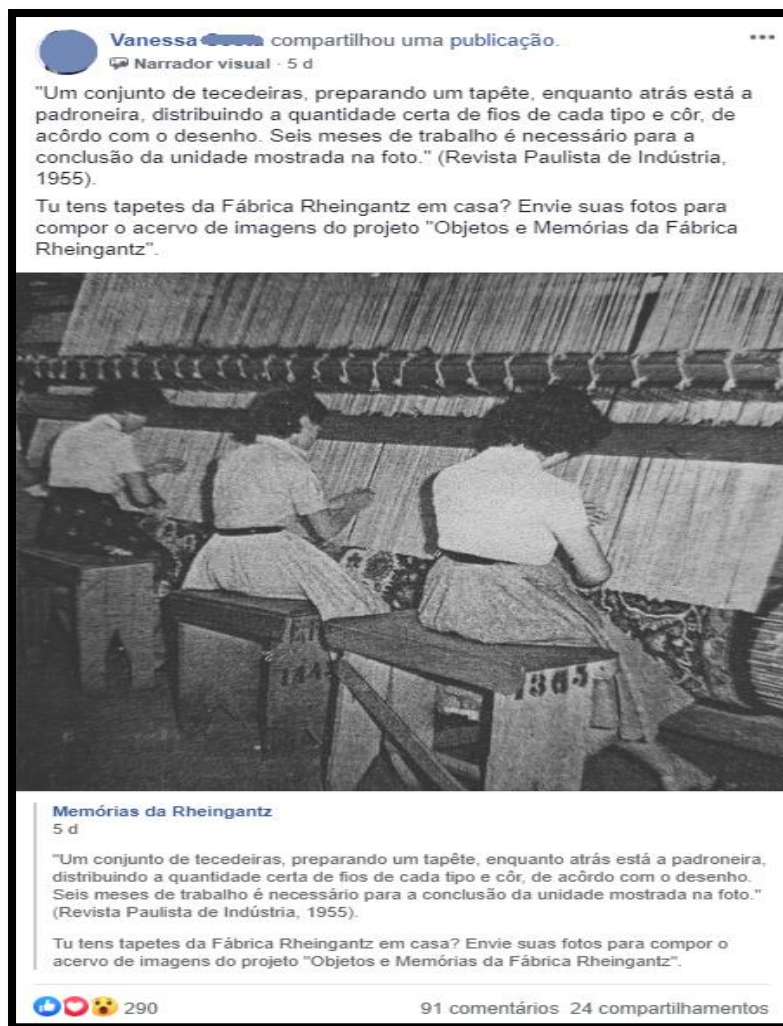 Vanessa compartilhou uma publicação.
Narrador visual · 5 d
"Um conjunto de tecedeiras, preparando um tapête, enquanto atrás está a
padroneira, distribuindo a quantidade certa de fios de cada tipo e côr, de
acôrdo com o desenho. Seis meses de trabalho é necessário para a
conclusão da unidade mostrada na foto." (Revista Paulista de Indústria,
1955).
Tu tens tapetes da Fábrica Rheingantz em casa? Envie suas fotos para
compor o acervo de imagens do projeto "Objetos e Memórias da Fábrica
Rheingantz".
1365
Memórias da Rheingantz
5 d
"Um conjunto de tecedeiras, preparando um tapête, enquanto atrás está a padroneira,
distribuindo a quantidade certa de fios de cada tipo e côr, de acôrdo com o desenho.
Seis meses de trabalho é necessário para a conclusão da unidade mostrada na foto."
(Revista Paulista de Indústria, 1955).
Tu tens tapetes da Fábrica Rheingantz em casa? Envie suas fotos para compor o
acervo de imagens do projeto "Objetos e Memórias da Fábrica Rheingantz".
290
91 comentários 24 compartilhamentos